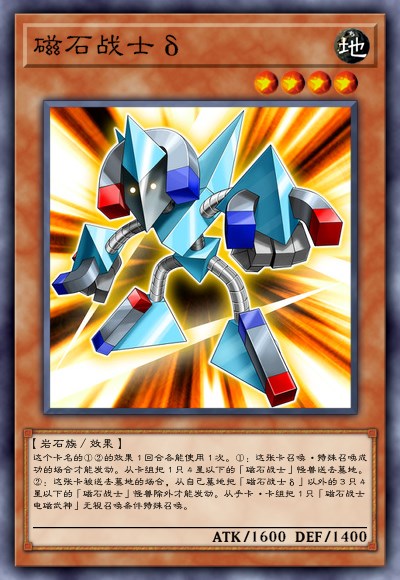 磁石战士 δ
地
【岩石族／效果】
这个卡名的①②的效果１回合各能使用１次。①：这张卡召唤·特殊召唤成
功的场合才能发动。从卡组把１只４星以下的「磁石战士」怪兽送去墓地。
②：这张卡被送去墓地的场合，从自己墓地把「磁石战士δ」以外的３只４
星以下的「磁石战士」怪兽除外才能发动。从手卡·卡组把１只「磁石战士
电磁武神」无视召唤条件特殊召唤。
ATK/1600 DEF/1400